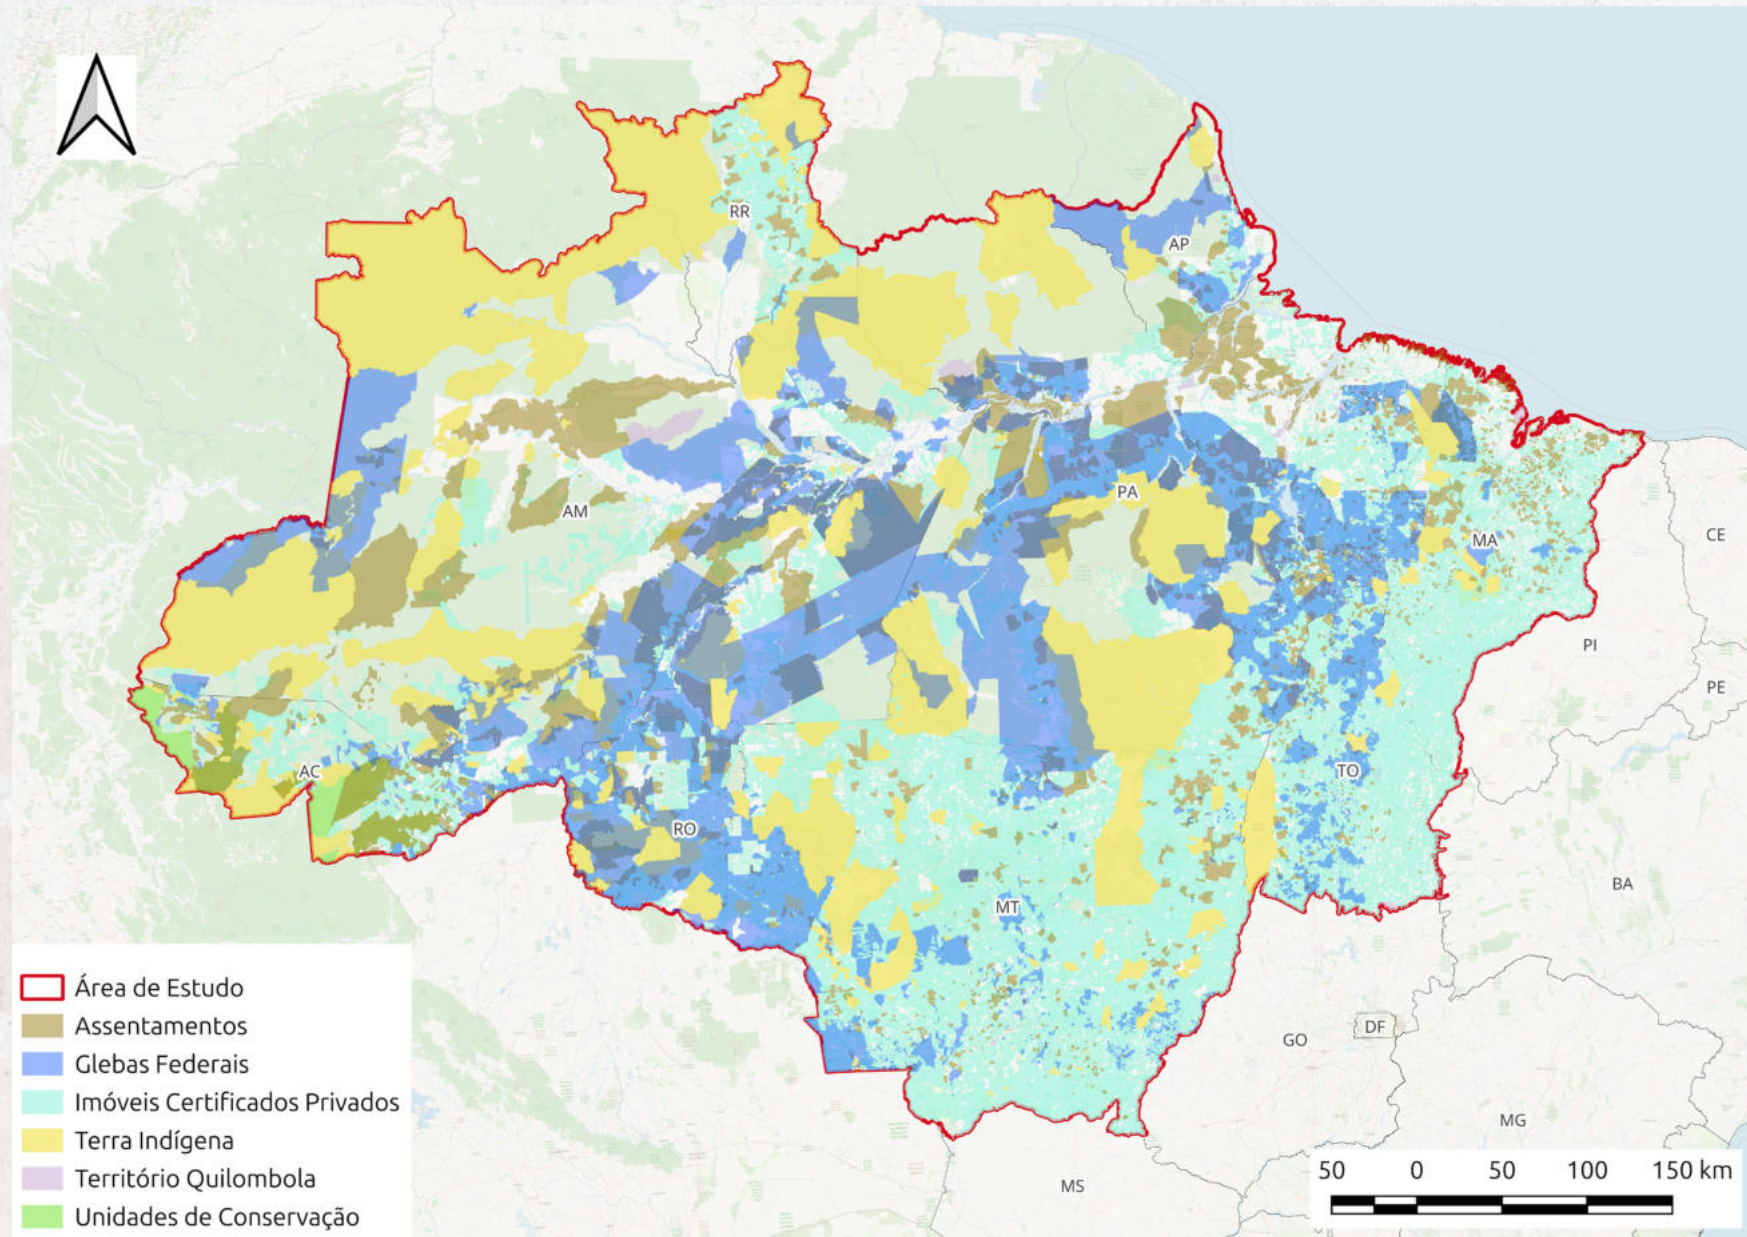 RR
AP
AM
PA
MA
CE
PI
PE
AC
TO
RO
BA
MT
Área de Estudo
Assentamentos
Glebas Federais
Imóveis Certificados Privados
Terra Indígena
Território Quilombola
Unidades de Conservação
GO
DF
MG
MS
50 0 50 100 150 km